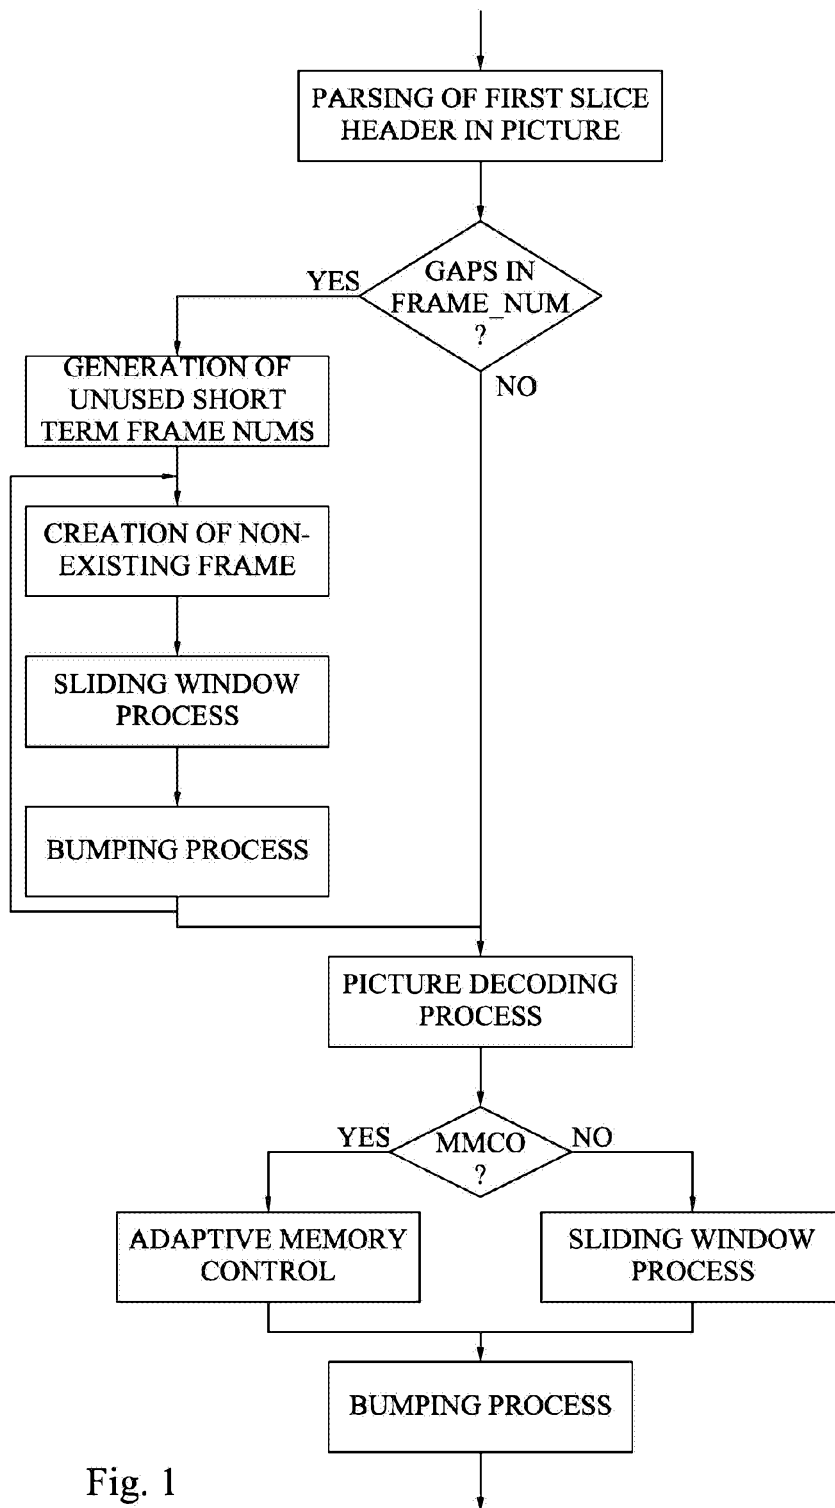 PARSING OF FIRST SLICE
HEADER IN PICTURE
GAPS IN
FRAME_NUM
?
YES
NO
GENERATION OF
UNUSED SHORT
TERM FRAME NUMS
CREATION OF NON-
EXISTING FRAME
SLIDING WINDOW
PROCESS
BUMPING PROCESS
PICTURE DECODING
PROCESS
MMCO
?
YES
NO
ADAPTIVE MEMORY
CONTROL
SLIDING WINDOW
PROCESS
BUMPING PROCESS
Fig. 1